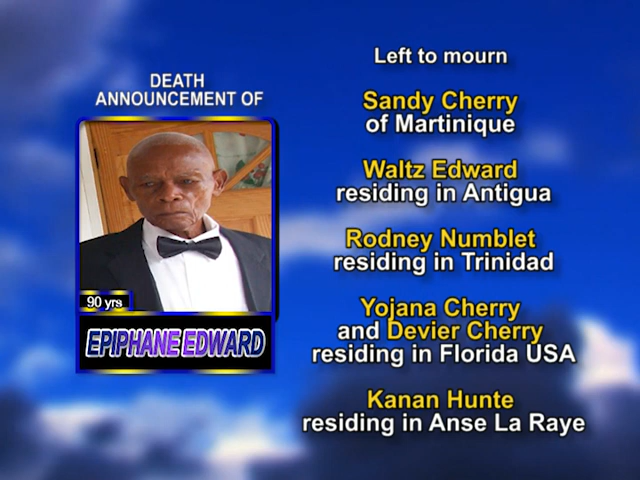 DEATH
ANNOUNCEMENT OF
90 yrs
EPIPHANE EDWARD
Left to mourn
Sandy Cherry
of Martinique
Waltz Edward
residing in Antigua
Rodney Numblet
residing in Trinidad
Yojana Cherry
and Devier Cherry
residing in Florida USA
Kanan Hunte
residing in Anse La Raye